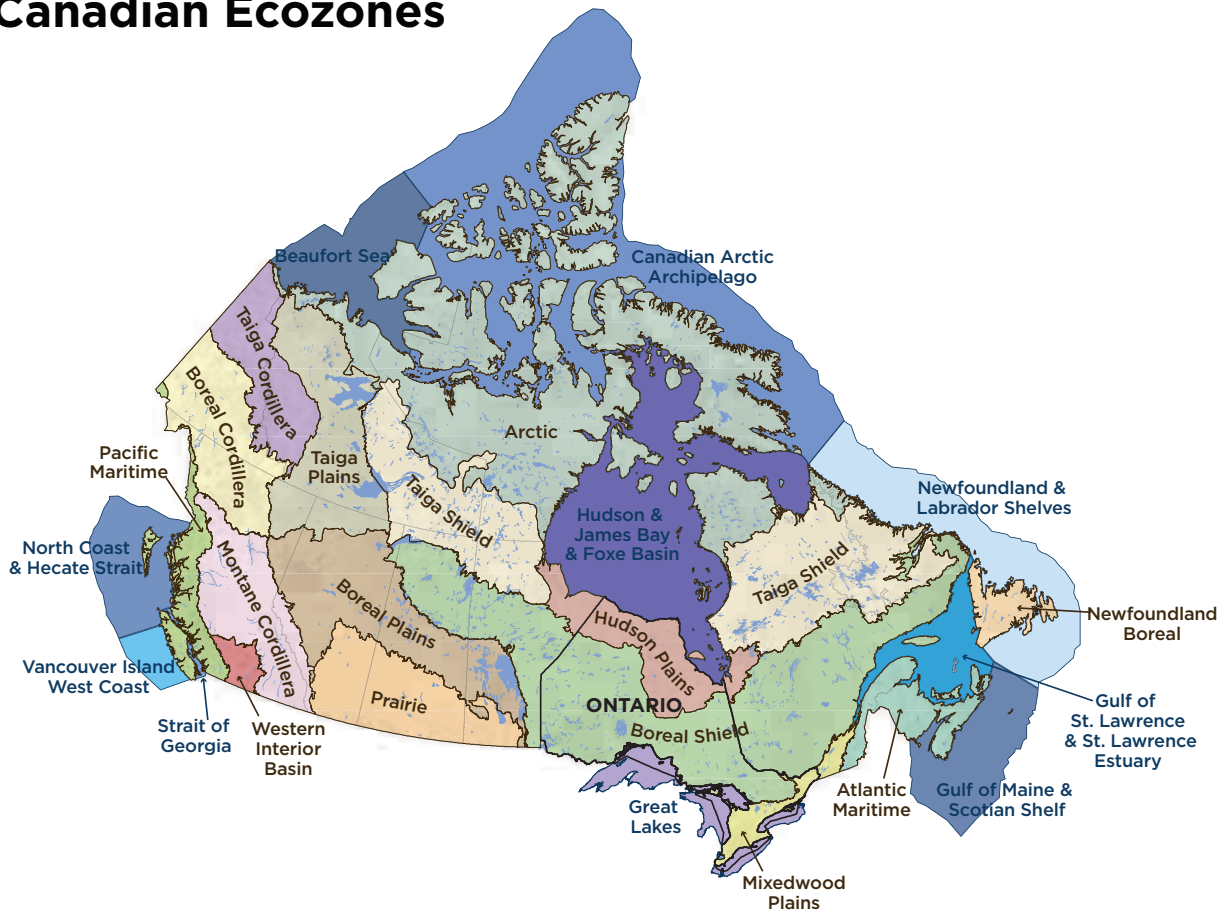 Canadian Ecozones
Beaufort Sea
Canadian Arctic
Archipelago
Taiga Cordillera
Boreal Cordillera
Pacific
Maritime
Taiga
Plains
Arctic
Taiga Shield
Newfoundland &
Labrador Shelves
Hudson &
James Bay
& Foxe Basin
North Coast
& Hecate Strait
Montane Cordillera
Boreal Plains
Taiga Shield
Hudson Plains
Newfoundland
Boreal
Vancouver Island
West Coast
Prairie
ONTARIO
Boreal Shield
Strait of
Georgia
Western
Interior
Basin
Gulf of
St. Lawrence
& St. Lawrence
Estuary
Great
Lakes
Atlantic
Maritime
Gulf of Maine &
Scotian Shelf
Mixedwood
Plains